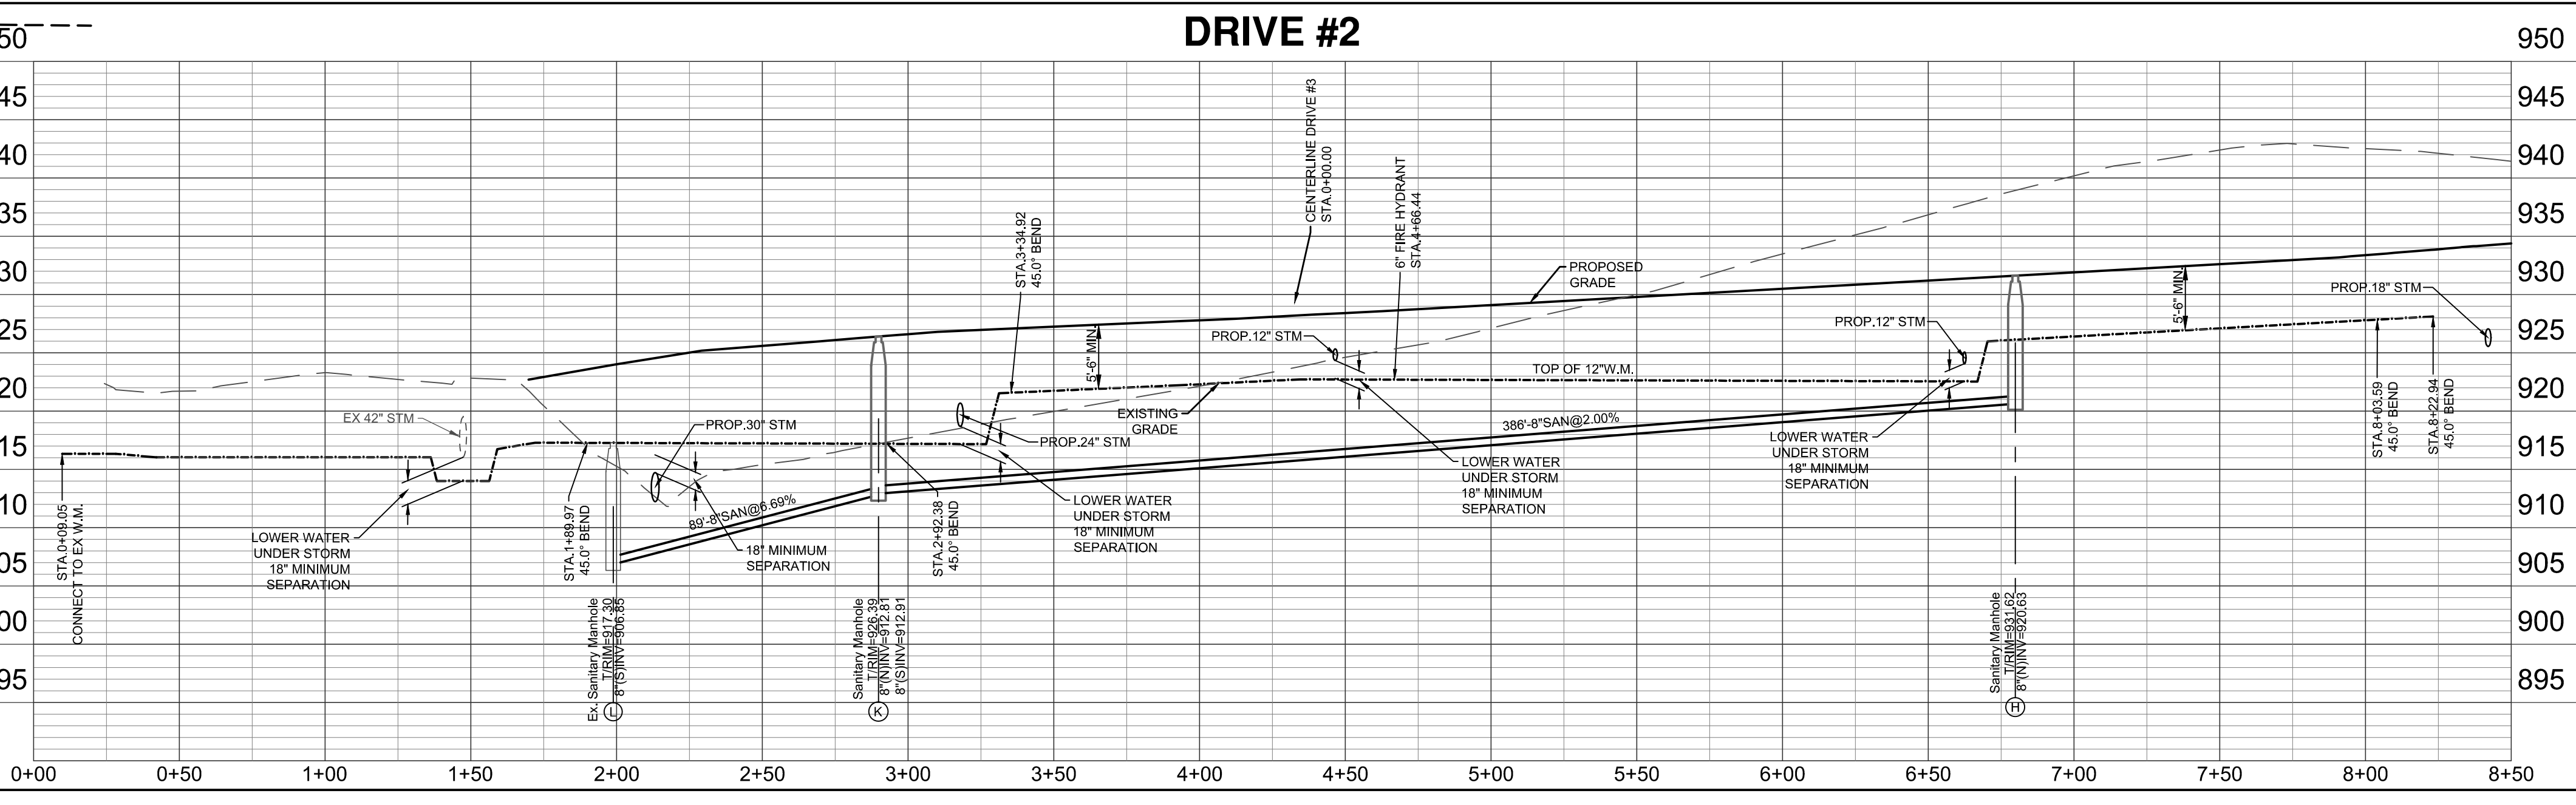 DRIVE #2
50
950
45
945
40
940
35
935
30
930
25
925
20
920
15
915
10
910
05
905
00
900
95
895
STA.0+09.05
CONNECT TO EX W.M.
EX 42" STM
LOWER WATER
UNDER STORM
18" MINIMUM
SEPARATION
STA.1+89.97
45.0° BEND
Ex. Sanitary Manhole
T/RIM=917.30
8"(S)INV=906.85
L
PROP.30" STM
89'-8"SAN@6.69%
18" MINIMUM
SEPARATION
Sanitary Manhole
T/RIM=926.39
8"(N)INV=912.81
8"(S)INV=912.91
K
STA.2+92.38
45.0° BEND
STA.3+34.92
45.0° BEND
PROP.24" STM
LOWER WATER
UNDER STORM
18" MINIMUM
SEPARATION
5'-6" MIN.
EXISTING
GRADE
CENTERLINE DRIVE #3
STA.0+00.00
PROP.12" STM
6" FIRE HYDRANT
STA.4+66.44
PROPOSED
GRADE
TOP OF 12"W.M.
386'-8"SAN@2.00%
LOWER WATER
UNDER STORM
18" MINIMUM
SEPARATION
PROP.12" STM
LOWER WATER
UNDER STORM
18" MINIMUM
SEPARATION
Sanitary Manhole
T/RIM=931.62
8"(N)INV=920.63
H
5'-6" MIN.
PROP.18" STM
STA.8+03.59
45.0° BEND
STA.8+22.94
45.0° BEND
0+00 0+50 1+00 1+50 2+00 2+50 3+00 3+50 4+00 4+50 5+00 5+50 6+00 6+50 7+00 7+50 8+00 8+50